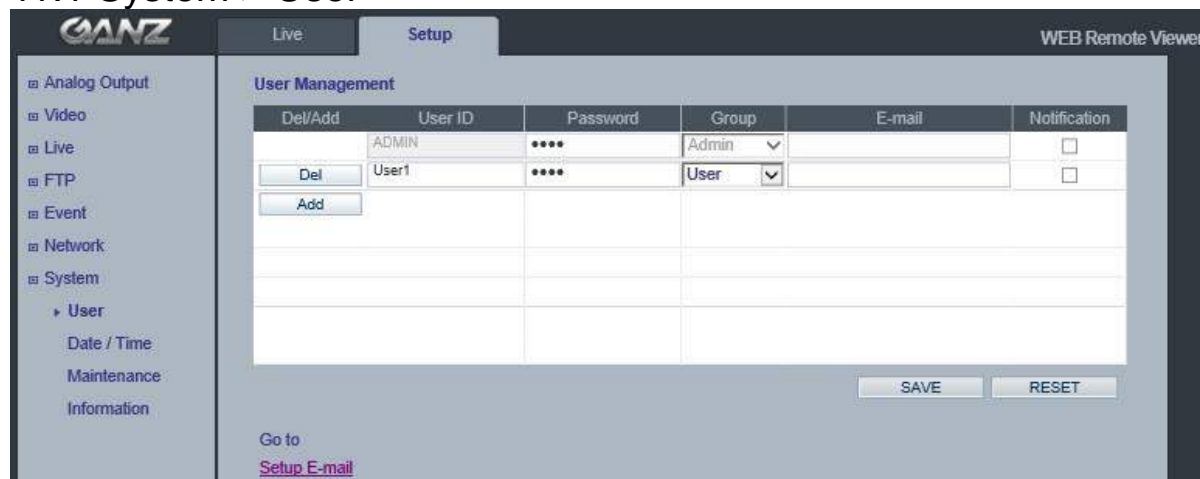 GANZ
Live
Setup
WEB Remote Viewer
Analog Output
Video
Live
FTP
Event
Network
System
User
Date / Time
Maintenance
Information
User Management
Del/Add User ID Password Group E-mail Notification
ADMIN •••• Admin
Del User1 •••• User
Add
SAVE RESET
Go to
Setup E-mail